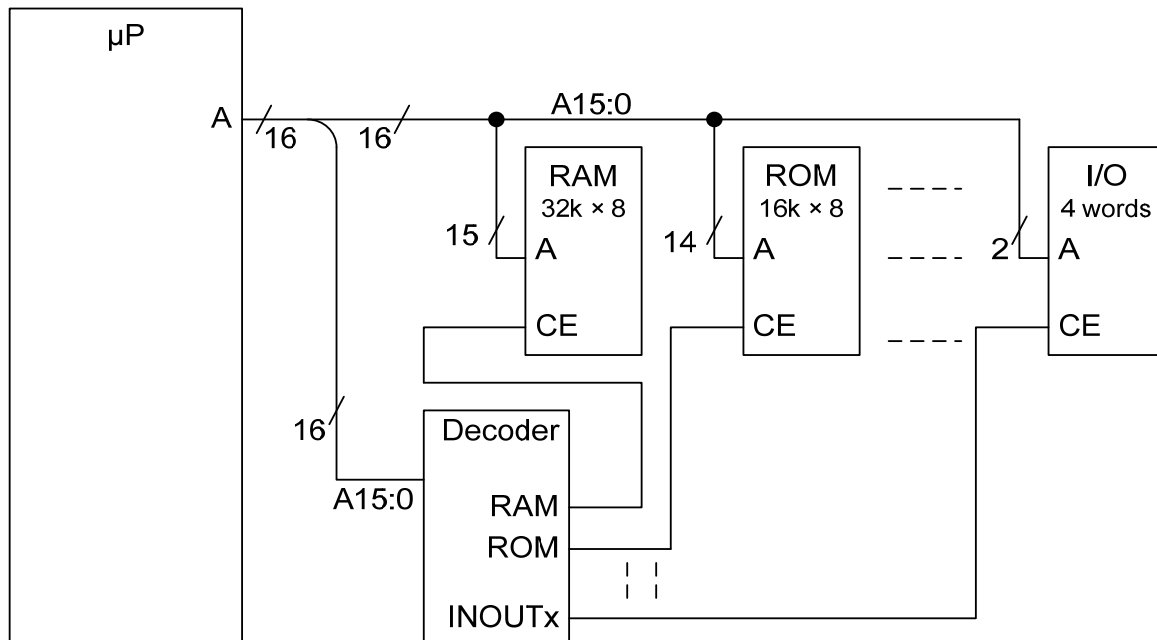 µP
A
16
16
A15:0
RAM
32k × 8
15
A
CE
ROM
16k × 8
14
A
CE
I/O
4 words
2
A
CE
16
A15:0
Decoder
RAM
ROM
INOUTx